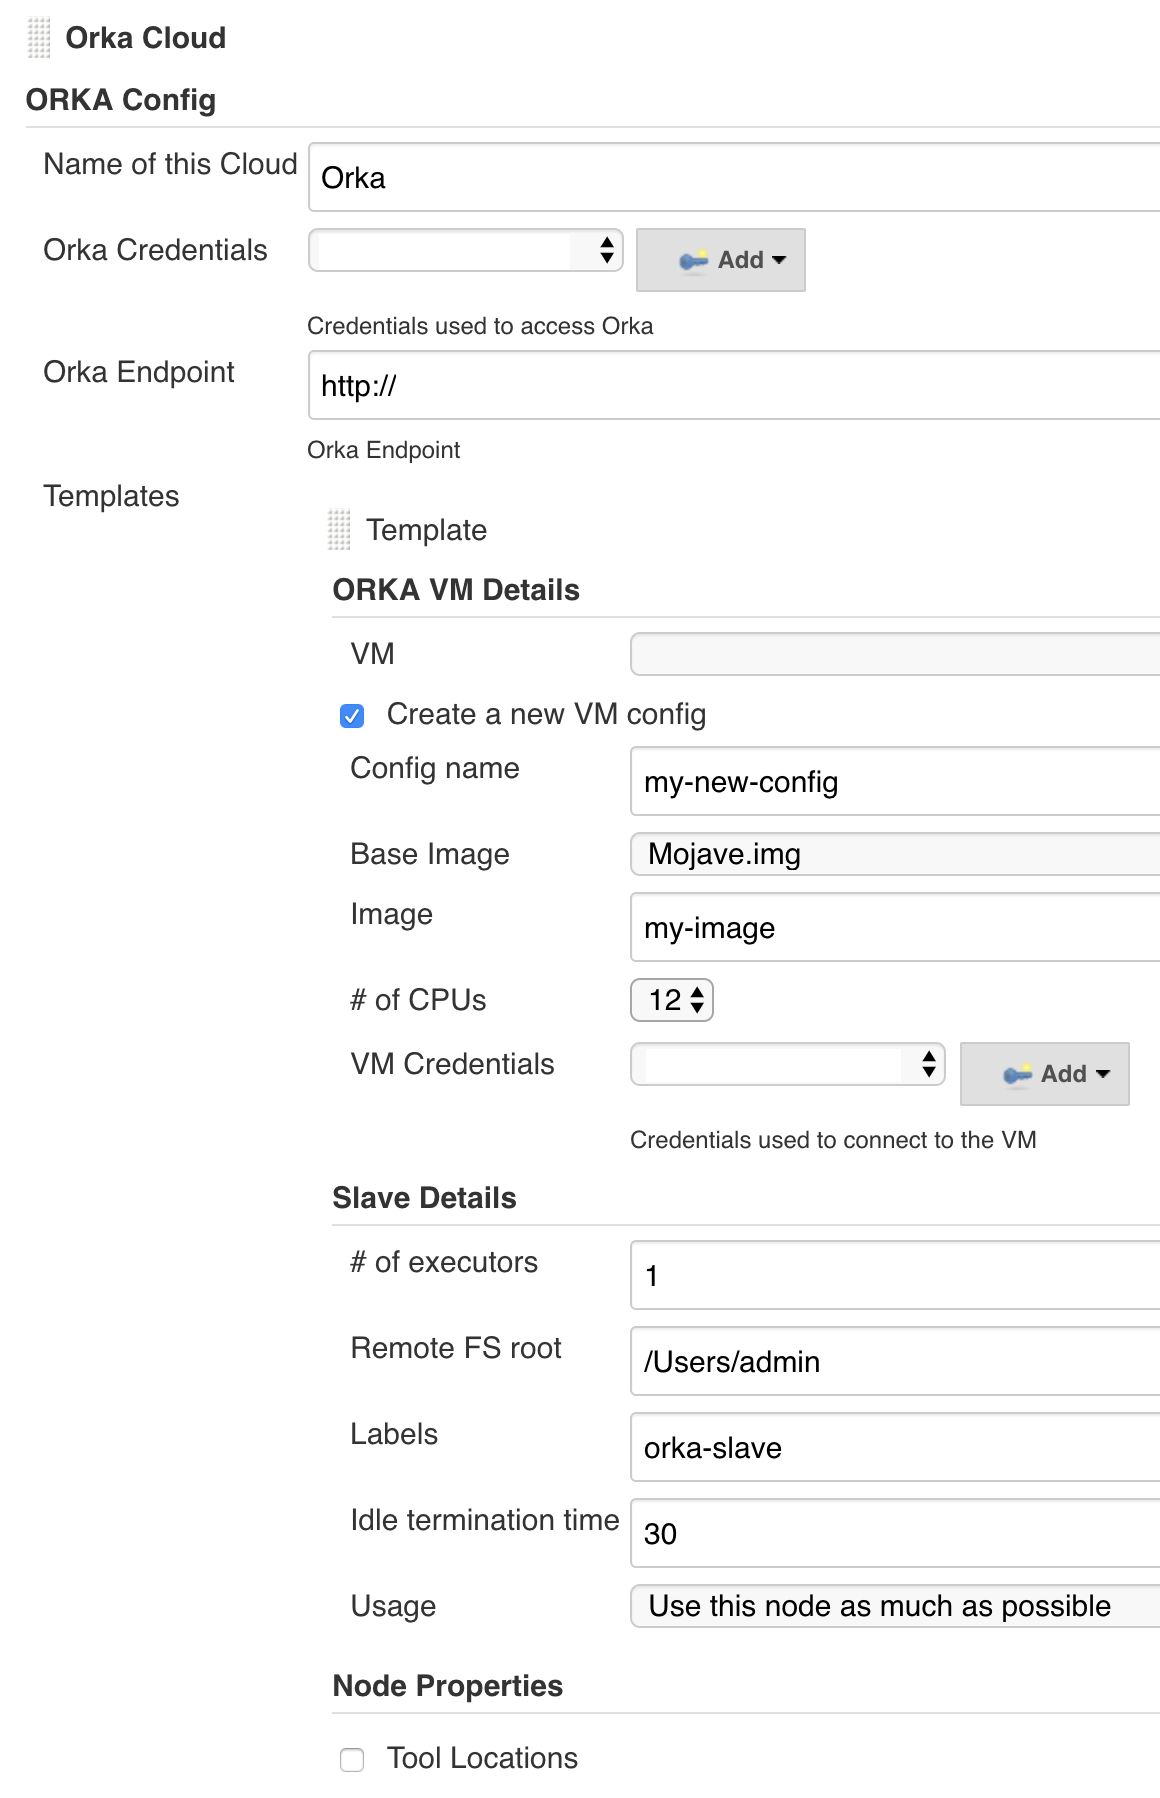 Orka Cloud
ORKA Config
Name of this Cloud Orka
Orka Credentials Add
Credentials used to access Orka
Orka Endpoint http://
Orka Endpoint
Templates
Template
ORKA VM Details
VM
Create a new VM config
Config name my-new-config
Base Image Mojave.img
Image my-image
# of CPUs 12
VM Credentials Add
Credentials used to connect to the VM
Slave Details
# of executors 1
Remote FS root /Users/admin
Labels orka-slave
Idle termination time 30
Usage Use this node as much as possible
Node Properties
Tool Locations